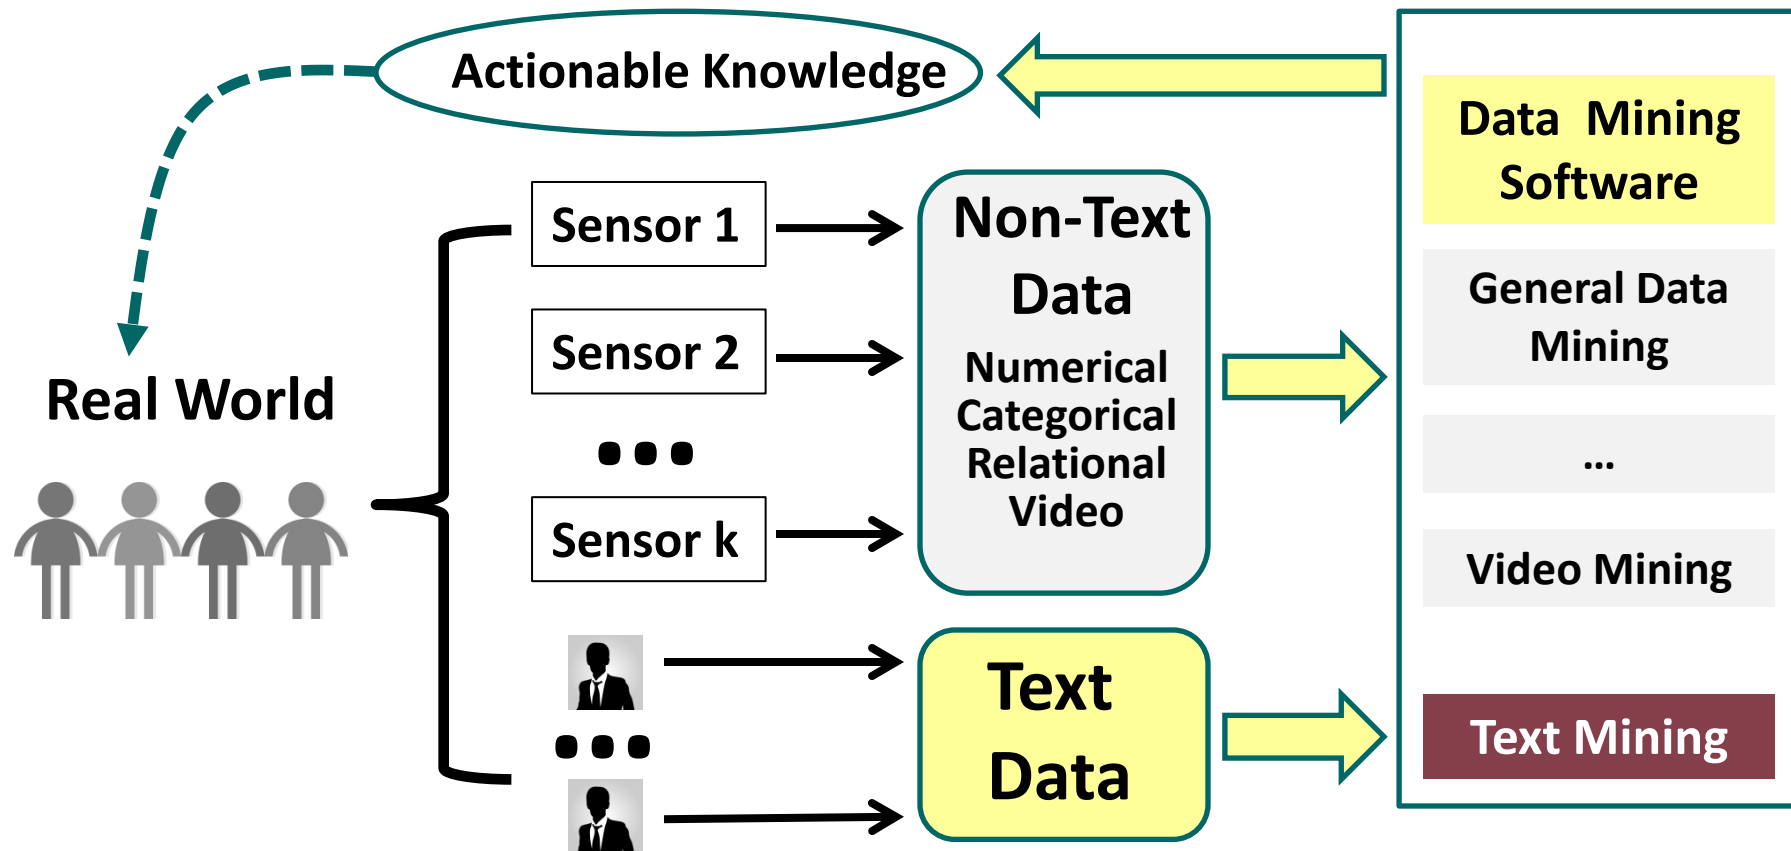 Actionable Knowledge
Real World
Sensor 1
Sensor 2
...
Sensor k
...
Non-Text
Data
Numerical
Categorical
Relational
Video
Text
Data
Data Mining
Software
General Data
Mining
...
Video Mining
Text Mining